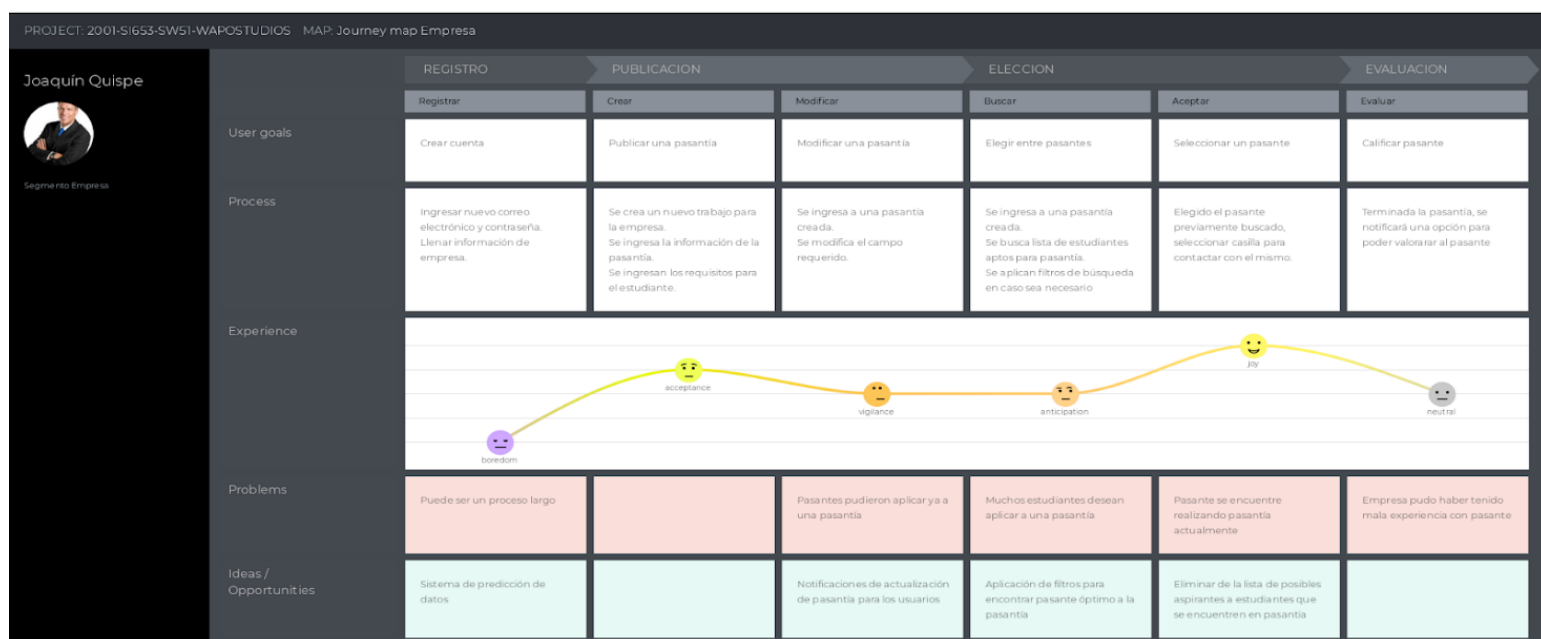 PROJECT: 2001-SI653-SW51-WAPOSTUDIOS MAP: Journey map Empresa
Joaquín Quispe
Segmento Empresa
REGISTRO
PUBLICACION
ELECCION
EVALUACION
Registrar
Crear
Modificar
Buscar
Aceptar
Evaluar
User goals
Crear cuenta
Publicar una pasantía
Modificar una pasantía
Elegir entre pasantes
Seleccionar un pasante
Calificar pasante
Process
Ingresar nuevo correo
electrónico y contraseña.
Llenar información de
empresa.
Se crea un nuevo trabajo para
la empresa.
Se ingresa la información de la
pasantía.
Se ingresan los requisitos para
el estudiante.
Se ingresa a una pasantía
creada.
Se modifica el campo
requerido.
Se ingresa a una pasantía
creada.
Se busca lista de estudiantes
aptos para pasantía.
Se aplican filtros de búsqueda
en caso sea necesario
Elegido el pasante
previamente buscado,
seleccionar casilla para
contactar con el mismo.
Terminada la pasantía, se
notificará una opción para
poder valorarar al pasante
Experience
boredom
acceptance
vigilance
anticipation
joy
neutral
Problems
Puede ser un proceso largo
Pasantes pudieron aplicar ya a
una pasantía
Muchos estudiantes desean
aplicar a una pasantía
Pasante se encuentre
realizando pasantía
actualmente
Empresa pudo haber tenido
mala experiencia con pasante
Ideas /
Opportunities
Sistema de predicción de
datos
Notificaciones de actualización
de pasantía para los usuarios
Aplicación de filtros para
encontrar pasante óptimo a la
pasantía
Eliminar de la lista de posibles
aspirantes a estudiantes que
se encuentren en pasantía